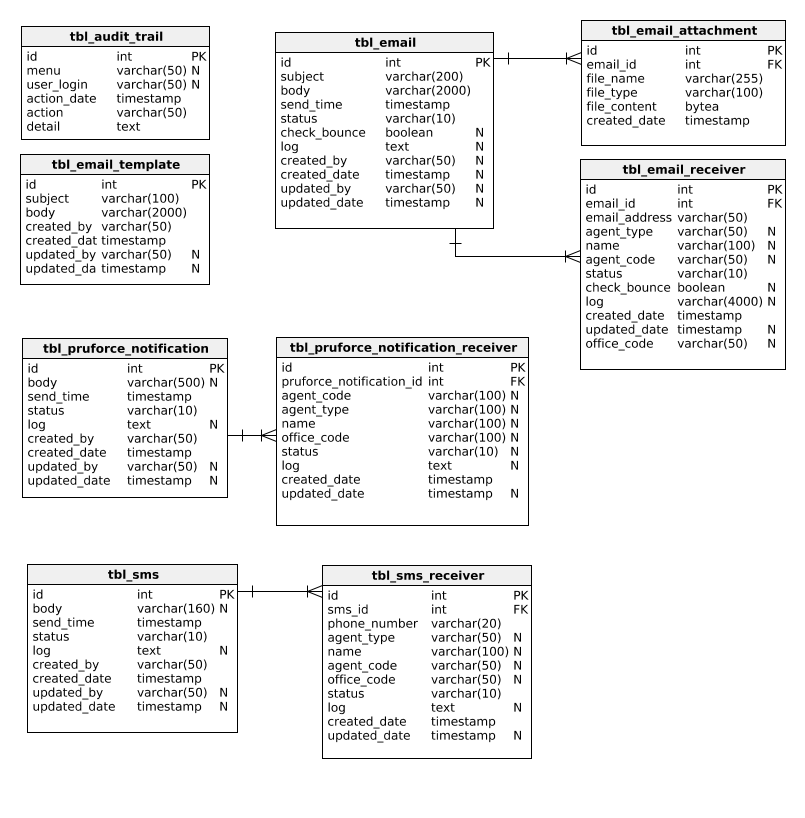 tbl_audit_trail
id int PK
menu varchar(50) N
user_login varchar(50) N
action_date timestamp
action varchar(50)
detail text
tbl_email_template
id int PK
subject varchar(100)
body varchar(2000)
created_by varchar(50)
created_dat timestamp
updated_by varchar(50) N
updated_da timestamp N
tbl_email
id int PK
subject varchar(200)
body varchar(2000)
send_time timestamp
status varchar(10)
check_bounce boolean N
log text N
created_by varchar(50) N
created_date timestamp N
updated_by varchar(50) N
updated_date timestamp N
tbl_email_attachment
id int PK
email_id int FK
file_name varchar(255)
file_type varchar(100)
file_content bytea
created_date timestamp
tbl_email_receiver
id int PK
email_id int FK
email_address varchar(50)
agent_type varchar(50) N
name varchar(100) N
agent_code varchar(50) N
status varchar(10)
check_bounce boolean N
log varchar(4000) N
created_date timestamp
updated_date timestamp N
office_code varchar(50) N
tbl_pruforce_notification
id int PK
body varchar(500) N
send_time timestamp
status varchar(10)
log text N
created_by varchar(50)
created_date timestamp
updated_by varchar(50) N
updated_date timestamp N
tbl_pruforce_notification_receiver
id int PK
pruforce_notification_id int FK
agent_code varchar(100) N
agent_type varchar(100) N
name varchar(100) N
office_code varchar(100) N
status varchar(10) N
log text N
created_date timestamp
updated_date timestamp N
tbl_sms
id int PK
body varchar(160) N
send_time timestamp
status varchar(10)
log text N
created_by varchar(50)
created_date timestamp
updated_by varchar(50) N
updated_date timestamp N
tbl_sms_receiver
id int PK
sms_id int FK
phone_number varchar(20)
agent_type varchar(50) N
name varchar(100) N
agent_code varchar(50) N
office_code varchar(50) N
status varchar(10)
log text N
created_date timestamp
updated_date timestamp N